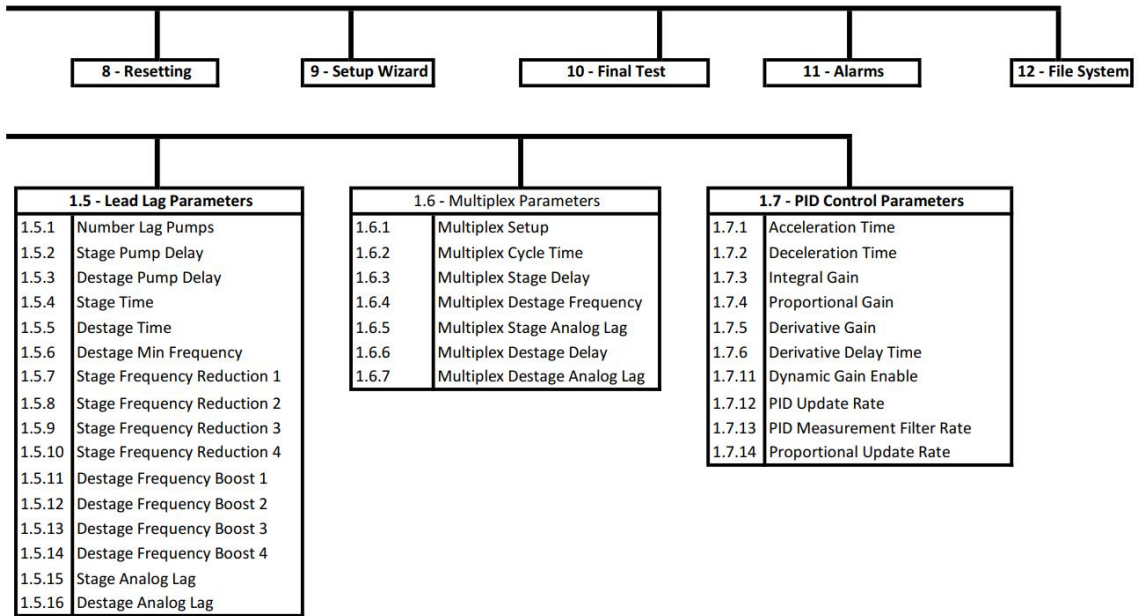 8 - Resetting
9 - Setup Wizard
10 - Final Test
11 - Alarms
12 - File System
1.5 - Lead Lag Parameters
1.5.1 Number Lag Pumps
1.5.2 Stage Pump Delay
1.5.3 Destage Pump Delay
1.5.4 Stage Time
1.5.5 Destage Time
1.5.6 Destage Min Frequency
1.5.7 Stage Frequency Reduction 1
1.5.8 Stage Frequency Reduction 2
1.5.9 Stage Frequency Reduction 3
1.5.10 Stage Frequency Reduction 4
1.5.11 Destage Frequency Boost 1
1.5.12 Destage Frequency Boost 2
1.5.13 Destage Frequency Boost 3
1.5.14 Destage Frequency Boost 4
1.5.15 Stage Analog Lag
1.5.16 Destage Analog Lag
1.6 - Multiplex Parameters
1.6.1 Multiplex Setup
1.6.2 Multiplex Cycle Time
1.6.3 Multiplex Stage Delay
1.6.4 Multiplex Destage Frequency
1.6.5 Multiplex Stage Analog Lag
1.6.6 Multiplex Destage Delay
1.6.7 Multiplex Destage Analog Lag
1.7 - PID Control Parameters
1.7.1 Acceleration Time
1.7.2 Deceleration Time
1.7.3 Integral Gain
1.7.4 Proportional Gain
1.7.5 Derivative Gain
1.7.6 Derivative Delay Time
1.7.11 Dynamic Gain Enable
1.7.12 PID Update Rate
1.7.13 PID Measurement Filter Rate
1.7.14 Proportional Update Rate